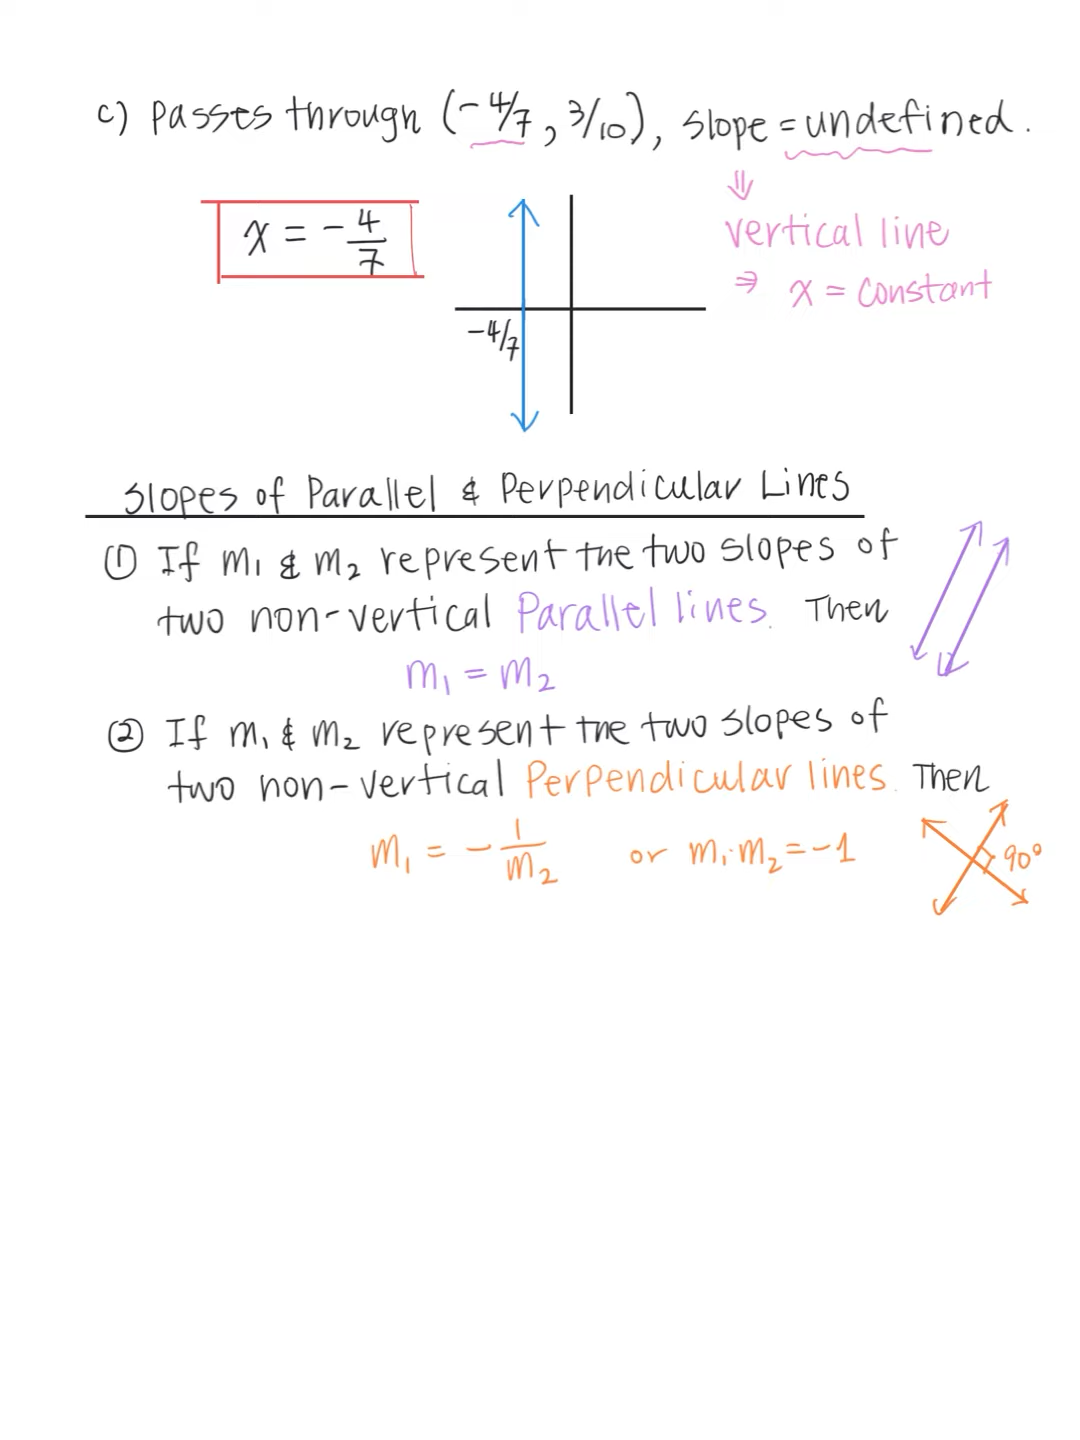 c) passes through (-4/7, 3/10), slope = undefined.
⇓
x = -4/7
vertical line
⇒ x = constant
-4/7
Slopes of Parallel & Perpendicular Lines
① If m₁ & m₂ represent the two slopes of
two non-vertical Parallel lines. Then
m₁ = m₂
② If m₁ & m₂ represent the two slopes of
two non-vertical Perpendicular lines. Then
m₁ = -1/m₂ or m₁·m₂ = -1
90°